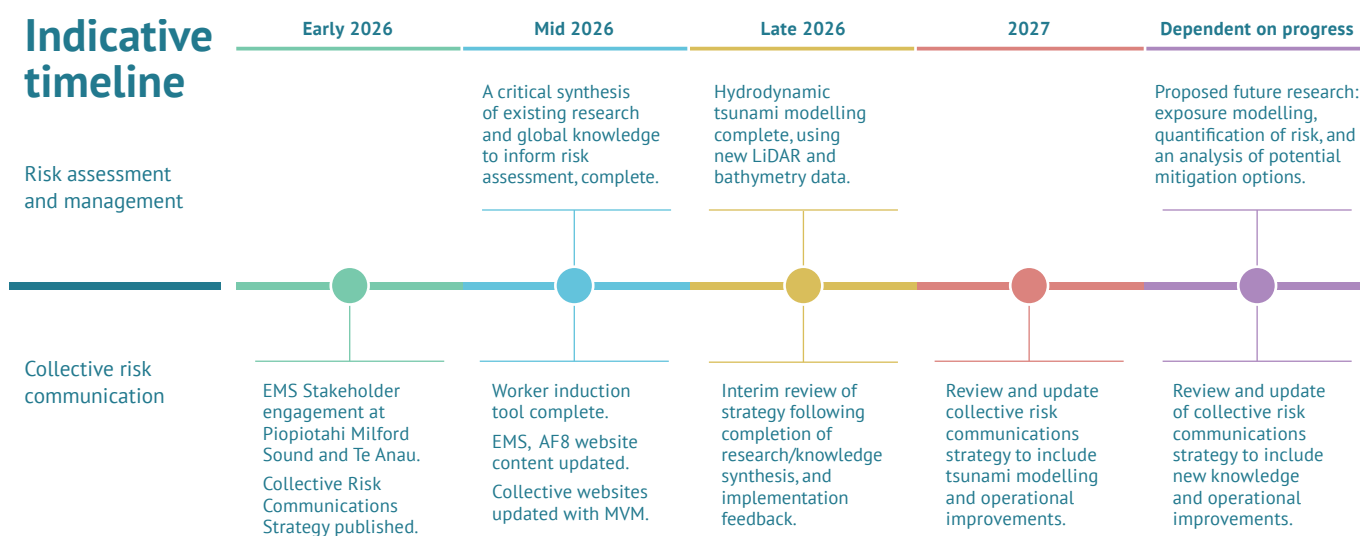 Indicative
timeline
Early 2026
Mid 2026
Late 2026
2027
Dependent on progress
Risk assessment
and management
A critical synthesis
of existing research
and global knowledge
to inform risk
assessment, complete.
Hydrodynamic
tsunami modelling
complete, using
new LiDAR and
bathymetry data.
Proposed future research:
exposure modelling,
quantification of risk, and
an analysis of potential
mitigation options.
Collective risk
communication
EMS Stakeholder
engagement at
Piopiotahi Milford
Sound and Te Anau.
Collective Risk
Communications
Strategy published.
Worker induction
tool complete.
EMS, AF8 website
content updated.
Collective websites
updated with MVM.
Interim review of
strategy following
completion of
research/knowledge
synthesis, and
implementation
feedback.
Review and update
collective risk
communications
strategy to include
tsunami modelling
and operational
improvements.
Review and update
of collective risk
communications
strategy to include
new knowledge
and operational
improvements.